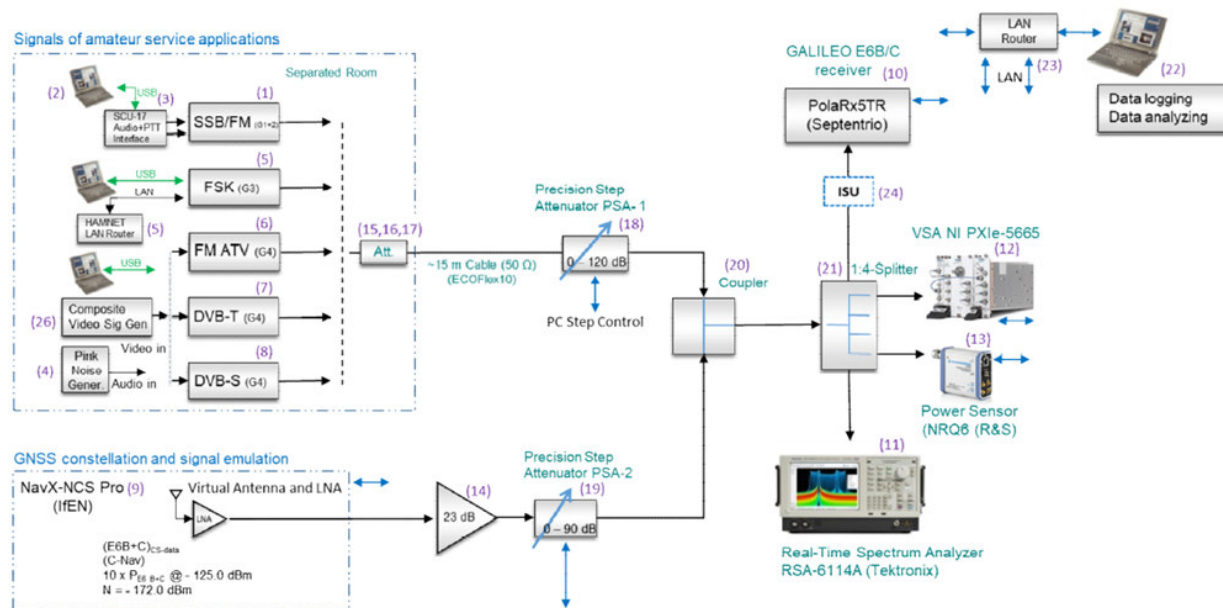 Signals of amateur service applications
Separated Room
(2)
USB
(3)
SCU-17
Audio+PTT
Interface
(1)
SSB/FM (G1+2)
USB
LAN
(5)
FSK (G3)
HAMNET
LAN Router
(5)
(6)
FM ATV (G4)
USB
(7)
DVB-T (G4)
(26)
Composite
Video Sig Gen
Video in
(8)
DVB-S (G4)
(4)
Pink
Noise
Gener.
Audio in
(15,16,17)
Att.
~15 m Cable (50 Ω)
(ECOFlex10)
Precision Step
Attenuator PSA- 1
(18)
0 – 120 dB
PC Step Control
(20)
Coupler
GALILEO E6B/C
receiver
(10)
PolaRx5TR
(Septentrio)
LAN
Router
(23)
LAN
(22)
Data logging
Data analyzing
ISU
(24)
(21)
1:4-Splitter
VSA NI PXIe-5665
(12)
(13)
Power Sensor
(NRQ6 (R&S)
(11)
Real-Time Spectrum Analyzer
RSA-6114A (Tektronix)
GNSS constellation and signal emulation
NavX-NCS Pro (9)
(IfEN)
Virtual Antenna and LNA
LNA
(E6B+C)CS-data
(C-Nav)
10 x PE6 B+C @ - 125.0 dBm
N = - 172.0 dBm
(14)
23 dB
Precision Step
Attenuator PSA-2
(19)
0 – 90 dB